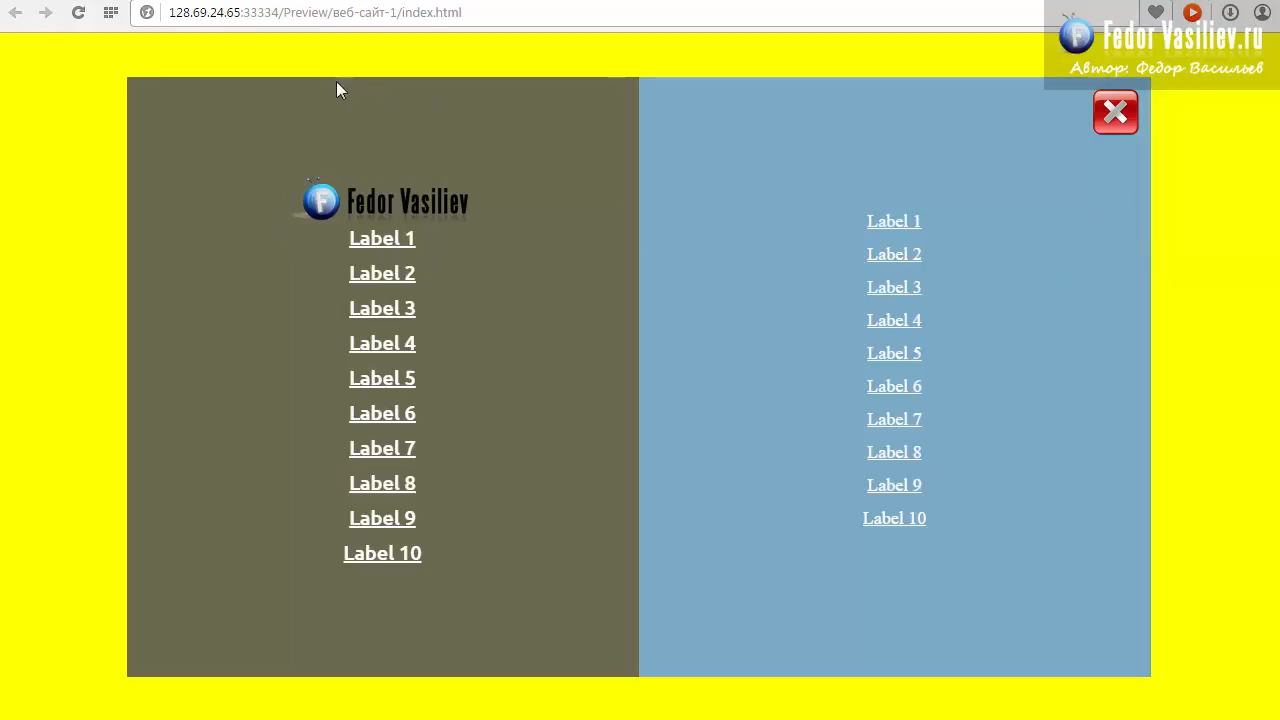 128.69.24.65:33334/Preview/веб-сайт-1/index.html
Fedor Vasiliev.ru
Автор: Федор Васильев
Fedor Vasiliev
Label 1
Label 2
Label 3
Label 4
Label 5
Label 6
Label 7
Label 8
Label 9
Label 10
Label 1
Label 2
Label 3
Label 4
Label 5
Label 6
Label 7
Label 8
Label 9
Label 10